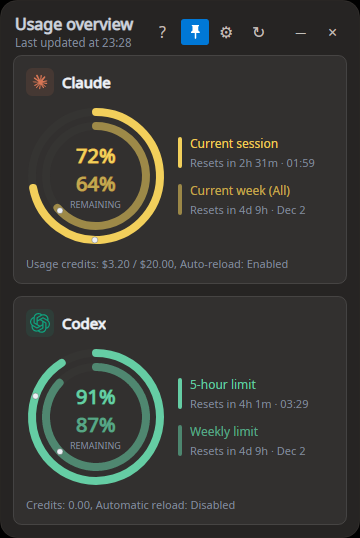 Usage overview
Last updated at 23:28
?
Claude
72%
64%
REMAINING
Current session
Resets in 2h 31m · 01:59
Current week (All)
Resets in 4d 9h · Dec 2
Usage credits: $3.20 / $20.00, Auto-reload: Enabled
Codex
91%
87%
REMAINING
5-hour limit
Resets in 4h 1m · 03:29
Weekly limit
Resets in 4d 9h · Dec 2
Credits: 0.00, Automatic reload: Disabled